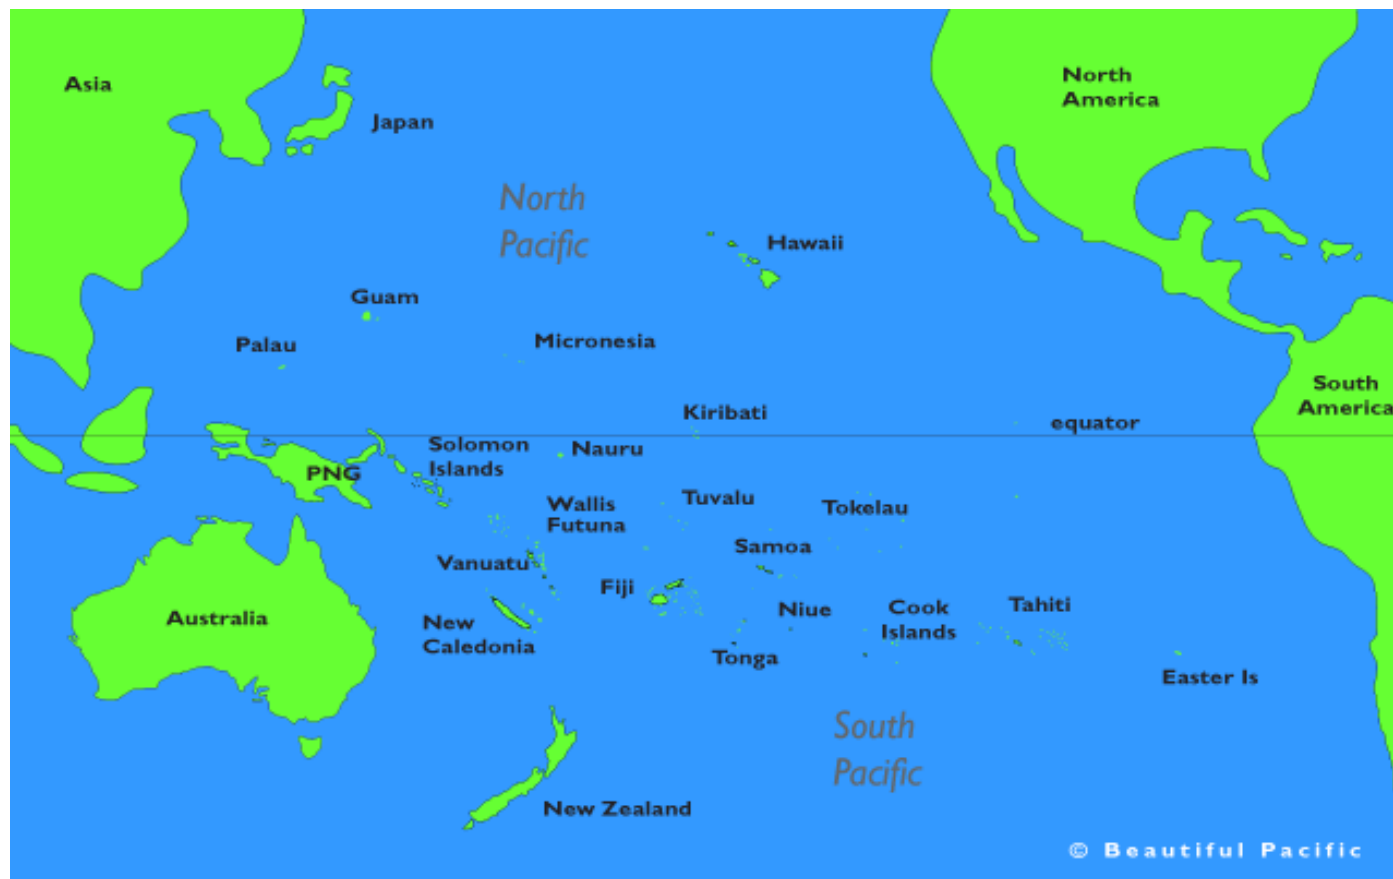 Asia
North
America
Japan
North
Pacific
Hawaii
Guam
Palau
Micronesia
South
America
Kiribati
equator
Solomon
Islands
Nauru
PNG
Wallis
Futuna
Tuvalu
Tokelau
Samoa
Vanuatu
Fiji
Australia
New
Caledonia
Niue
Cook
Islands
Tahiti
Tonga
Easter Is
South
Pacific
New Zealand
© Beautiful Pacific